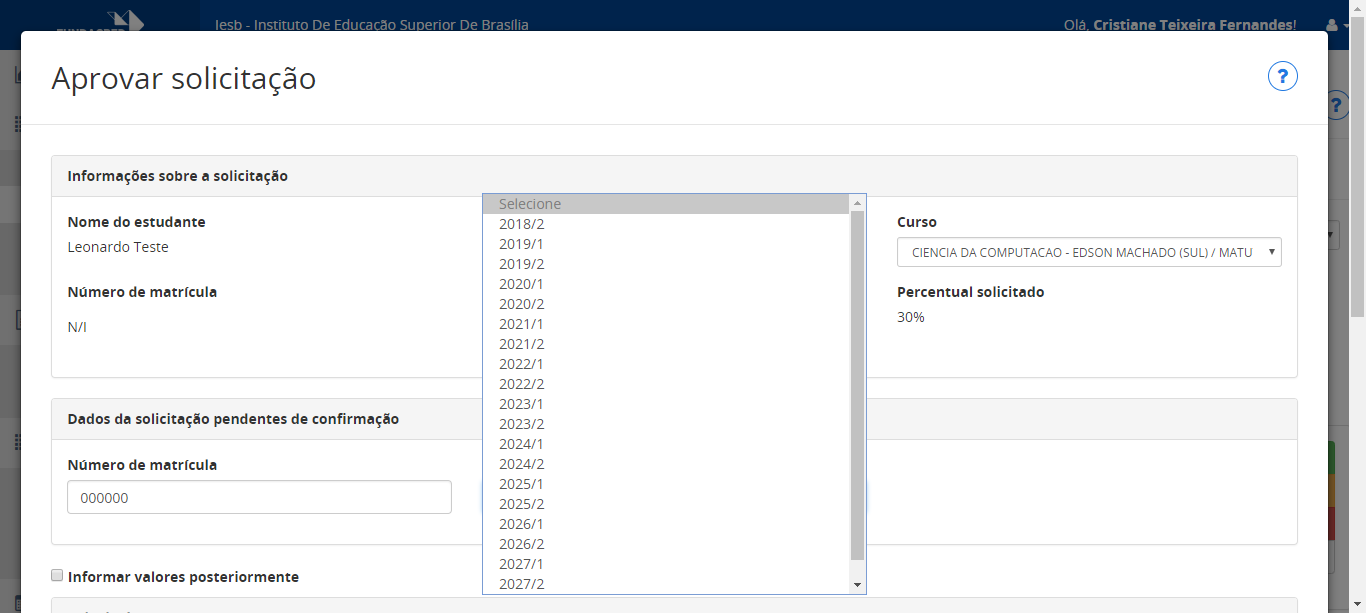 Iesb - Instituto De Educação Superior De Brasília
Olá, Cristiane Teixeira Fernandes!
Aprovar solicitação
?
?
Informações sobre a solicitação
Nome do estudante
Leonardo Teste
Número de matrícula
N/I
Selecione
2018/2
2019/1
2019/2
2020/1
2020/2
2021/1
2021/2
2022/1
2022/2
2023/1
2023/2
2024/1
2024/2
2025/1
2025/2
2026/1
2026/2
2027/1
2027/2
Curso
CIENCIA DA COMPUTACAO - EDSON MACHADO (SUL) / MATU
Percentual solicitado
30%
Dados da solicitação pendentes de confirmação
Número de matrícula
000000
Informar valores posteriormente